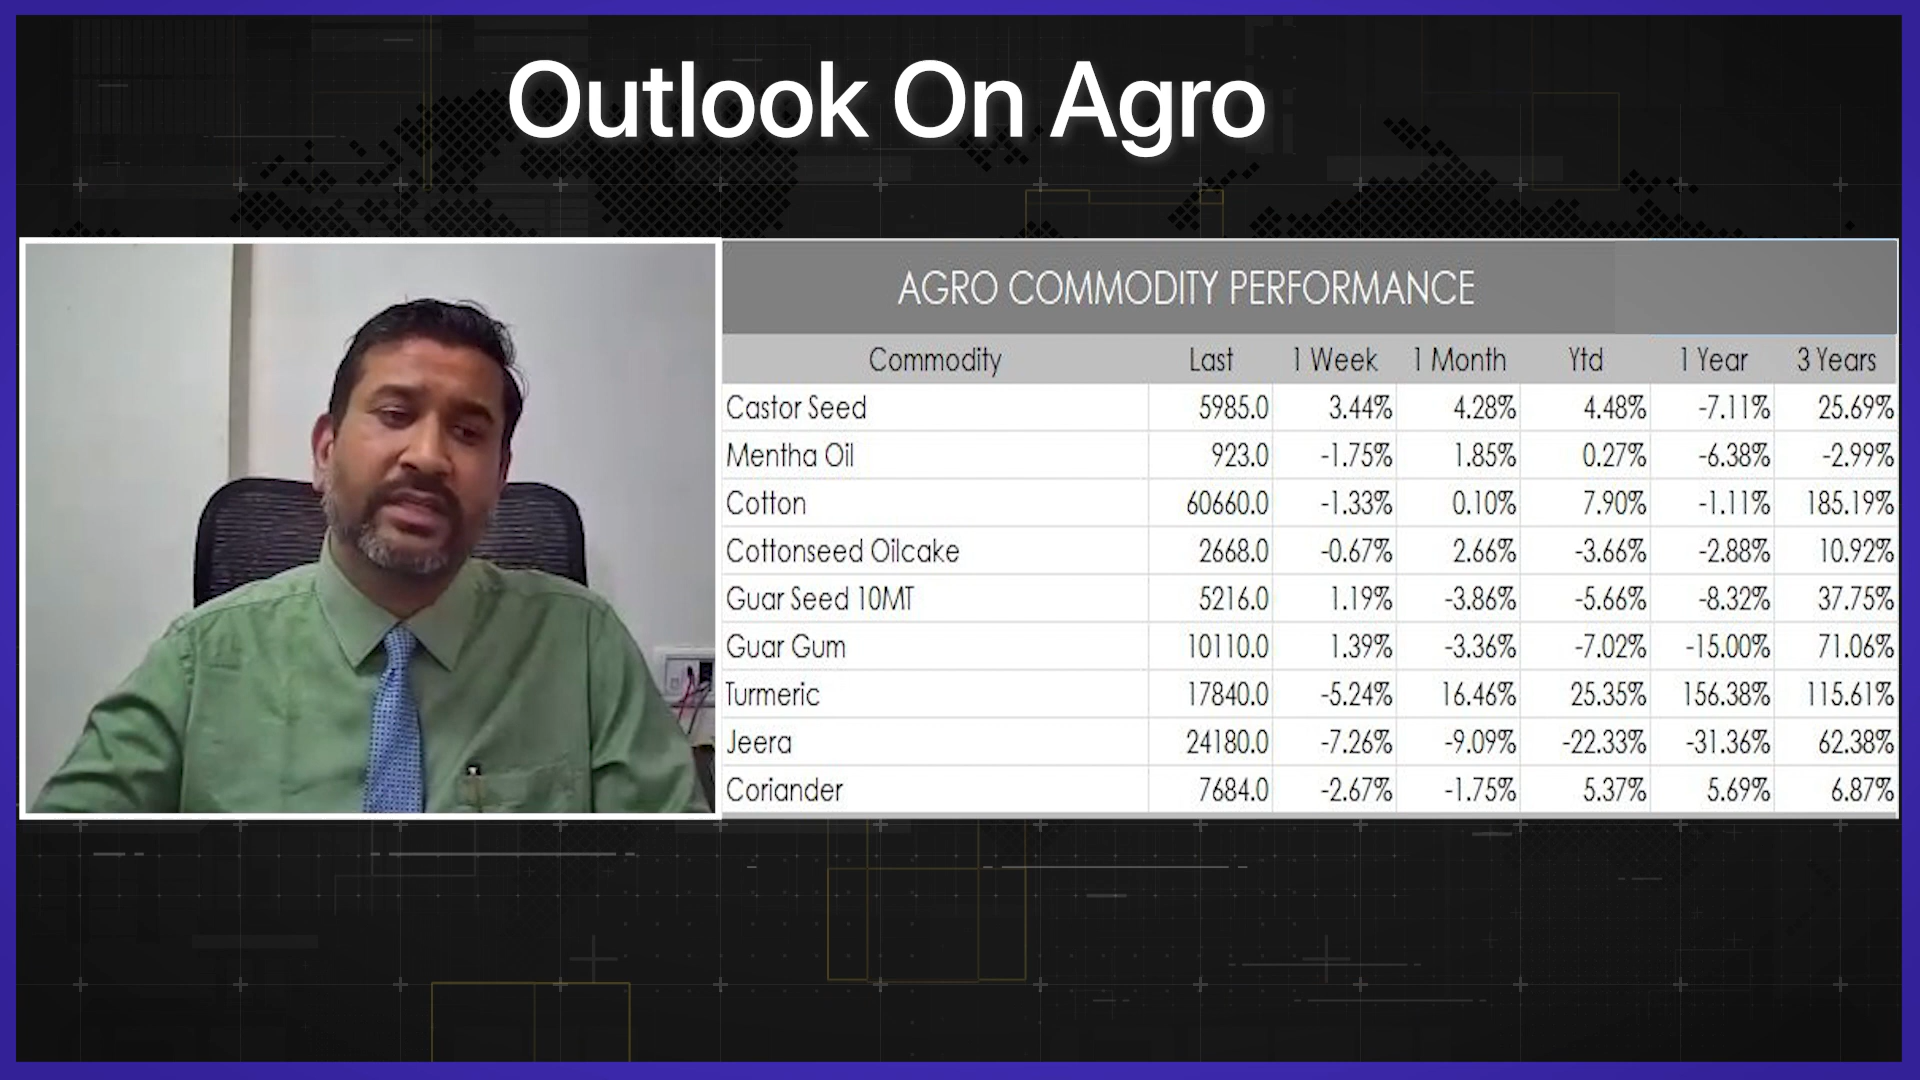 Outlook On Agro
AGRO COMMODITY PERFORMANCE
Commodity Last 1 Week 1 Month Ytd 1 Year 3 Years
Castor Seed 5985.0 3.44% 4.28% 4.48% -7.11% 25.69%
Mentha Oil 923.0 -1.75% 1.85% 0.27% -6.38% -2.99%
Cotton 60660.0 -1.33% 0.10% 7.90% -1.11% 185.19%
Cottonseed Oilcake 2668.0 -0.67% 2.66% -3.66% -2.88% 10.92%
Guar Seed 10MT 5216.0 1.19% -3.86% -5.66% -8.32% 37.75%
Guar Gum 10110.0 1.39% -3.36% -7.02% -15.00% 71.06%
Turmeric 17840.0 -5.24% 16.46% 25.35% 156.38% 115.61%
Jeera 24180.0 -7.26% -9.09% -22.33% -31.36% 62.38%
Coriander 7684.0 -2.67% -1.75% 5.37% 5.69% 6.87%